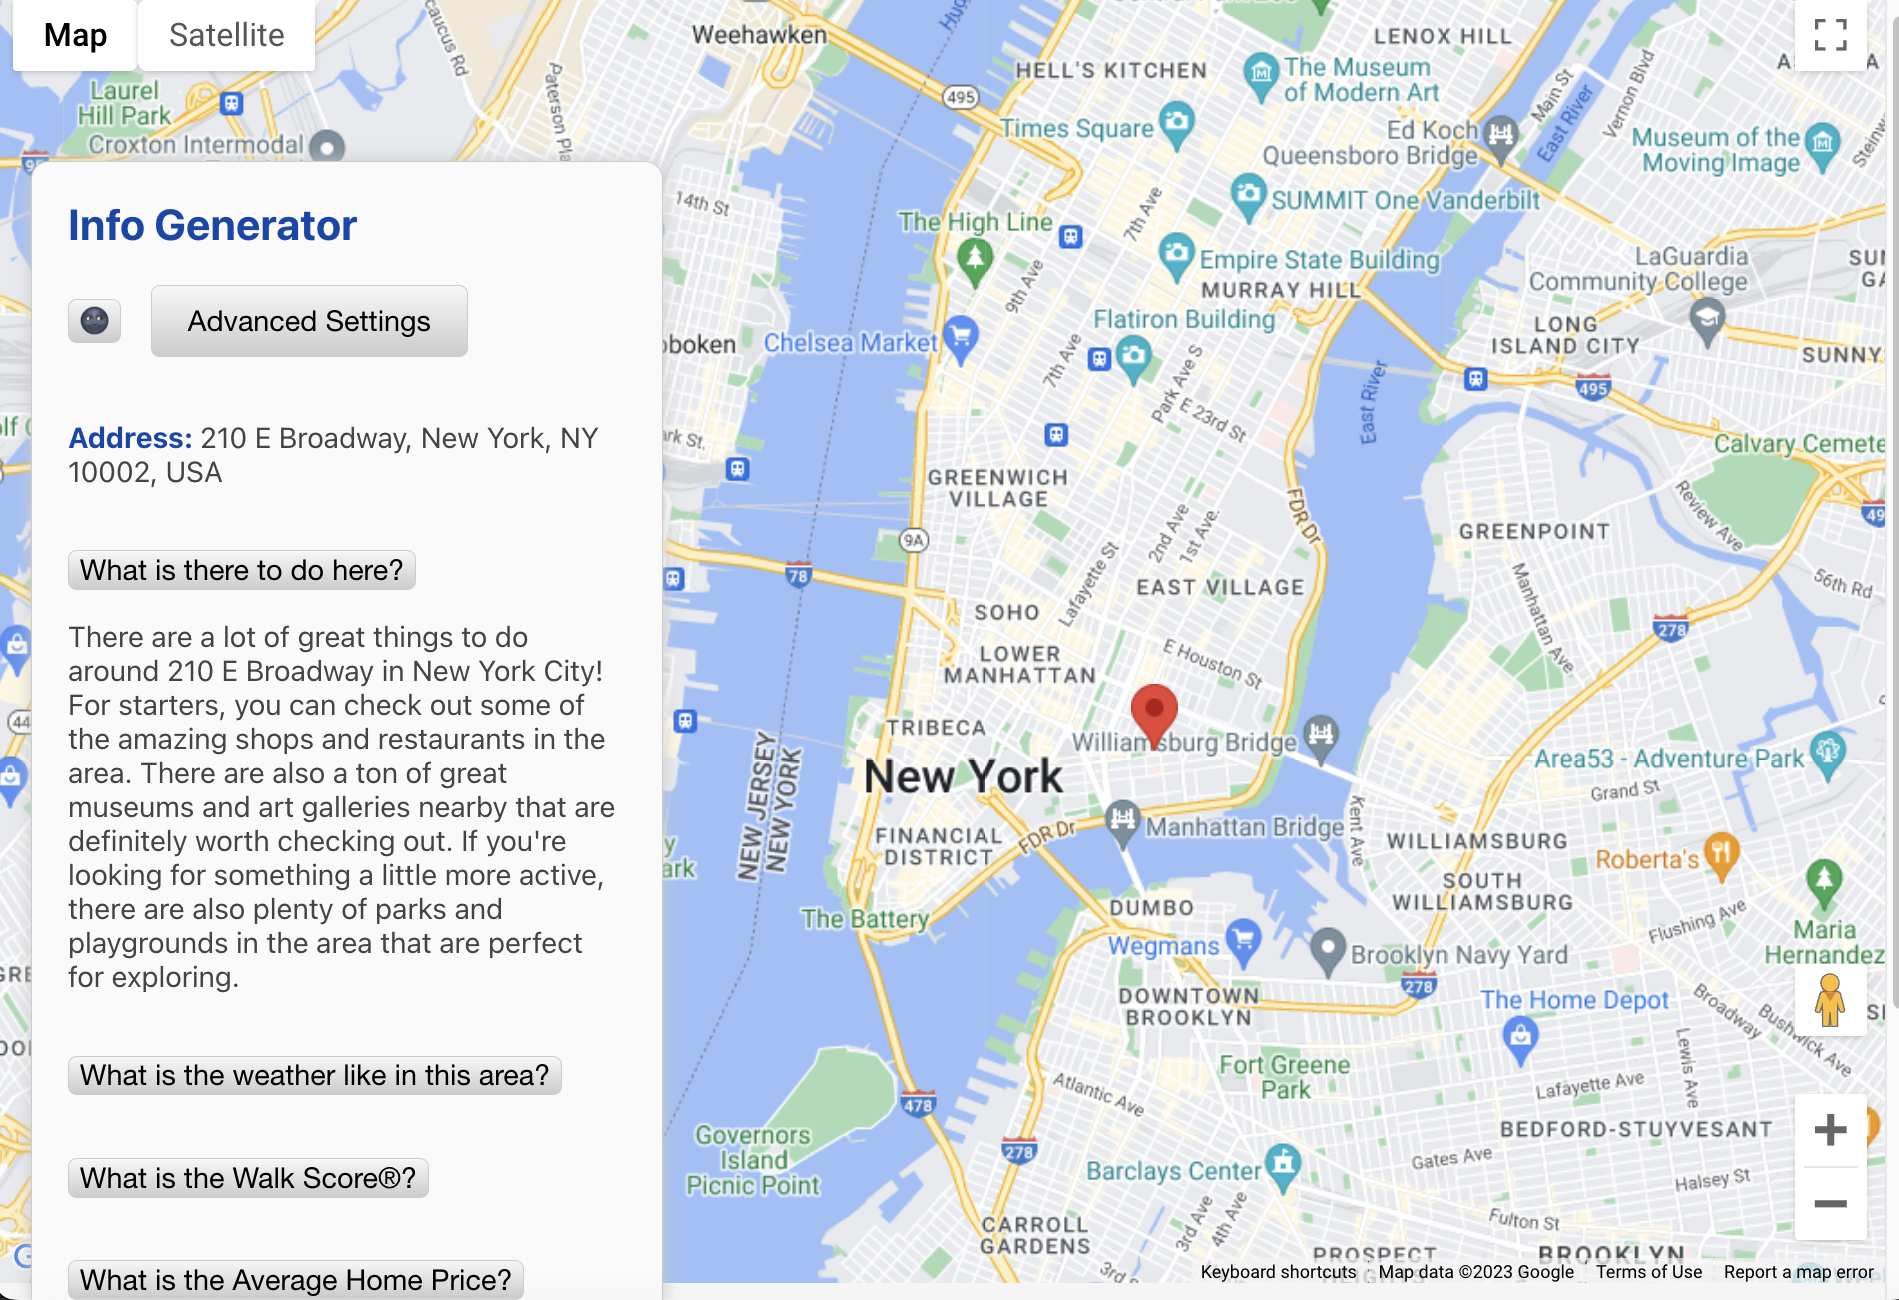 Map
Satellite
Info Generator
Advanced Settings
Address: 210 E Broadway, New York, NY
10002, USA
What is there to do here?
There are a lot of great things to do
around 210 E Broadway in New York City!
For starters, you can check out some of
the amazing shops and restaurants in the
area. There are also a ton of great
museums and art galleries nearby that are
definitely worth checking out. If you're
looking for something a little more active,
there are also plenty of parks and
playgrounds in the area that are perfect
for exploring.
What is the weather like in this area?
What is the Walk Score®?
What is the Average Home Price?
Laurel
Hill Park
Croxton Intermodal
Paterson Pla
Weehawken
495
HELL'S KITCHEN
LENOX HILL
The Museum
of Modern Art
Times Square
Ed Koch
Queensboro Bridge
Main St
East River
Vernon Blvd
Museum of the
Moving Image
14th St
The High Line
7th Ave
SUMMIT One Vanderbilt
9th Ave
Empire State Building
MURRAY HILL
LaGuardia
Community College
Flatiron Building
LONG
ISLAND CITY
SUNNY
oboken
Chelsea Market
7th Ave
Park Ave S
E 23rd St
East River
495
ark St.
Calvary Cemete
GREENWICH
VILLAGE
2nd Ave
1st Ave.
FDR Dr
Review Ave
GREENPOINT
9A
78
Lafayette St
EAST VILLAGE
Manhattan Ave
56th Rd
SOHO
278
LOWER
MANHATTAN
E Houston St
TRIBECA
Williamsburg Bridge
Area53 - Adventure Park
New York
NEW JERSEY
NEW YORK
Grand St
Kent Ave
FINANCIAL
DISTRICT
FDR Dr
Manhattan Bridge
WILLIAMSBURG
Roberta's
ark
SOUTH
WILLIAMSBURG
The Battery
DUMBO
Flushing Ave
Maria
Hernandez
Wegmans
Brooklyn Navy Yard
278
DOWNTOWN
BROOKLYN
The Home Depot
Broadway
Bushwick Ave
Lewis Ave
Fort Greene
Park
Atlantic Ave
Lafayette Ave
478
Governors
Island
Picnic Point
278
BEDFORD-STUYVESANT
Barclays Center
Gates Ave
Halsey St
3rd Ave
4th Ave
CARROLL
GARDENS
Fulton St
PROSPECT
BROOKLYN
Keyboard shortcuts
Map data ©2023 Google
Terms of Use
Report a map error